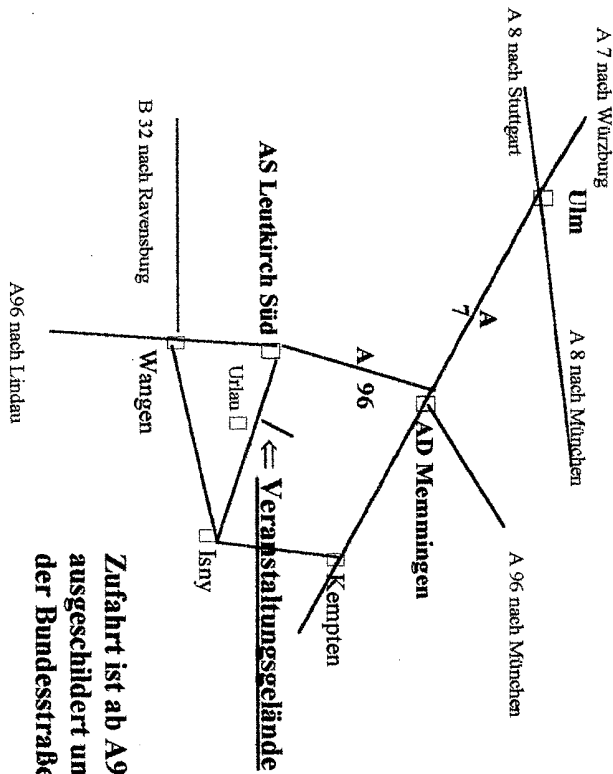 A 7 nach Würzburg
A 8 nach Stuttgart
Ulm
A 8 nach München
A 7
AD Memmingen
A 96 nach München
A 96
AS Leutkirch Süd
Kempten
⇐ Veranstaltungsgelände
Urlau
B 32 nach Ravensburg
Wangen
Isny
A96 nach Lindau
Zufahrt ist ab A9
ausgeschildert un
der Bundesstraße